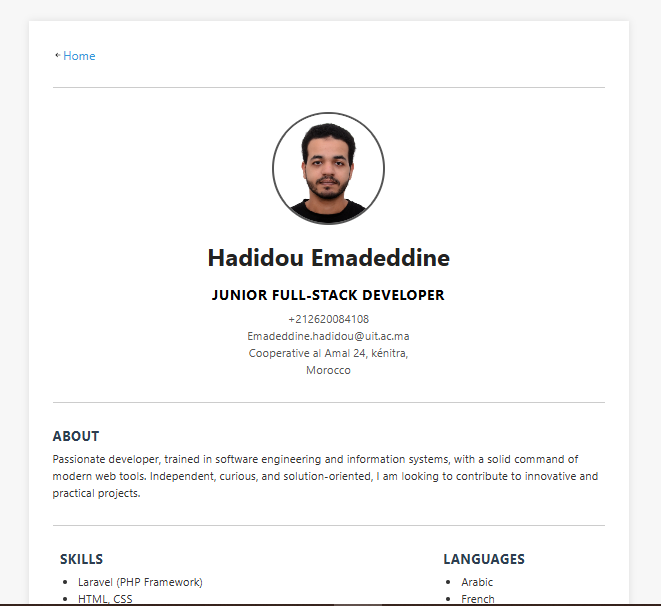 ← Home
Hadidou Emadeddine
JUNIOR FULL-STACK DEVELOPER
+212620084108
Emadeddine.hadidou@uit.ac.ma
Cooperative al Amal 24, kénitra,
Morocco
ABOUT
Passionate developer, trained in software engineering and information systems, with a solid command of
modern web tools. Independent, curious, and solution-oriented, I am looking to contribute to innovative and
practical projects.
SKILLS
• Laravel (PHP Framework)
• HTML, CSS
LANGUAGES
• Arabic
• French